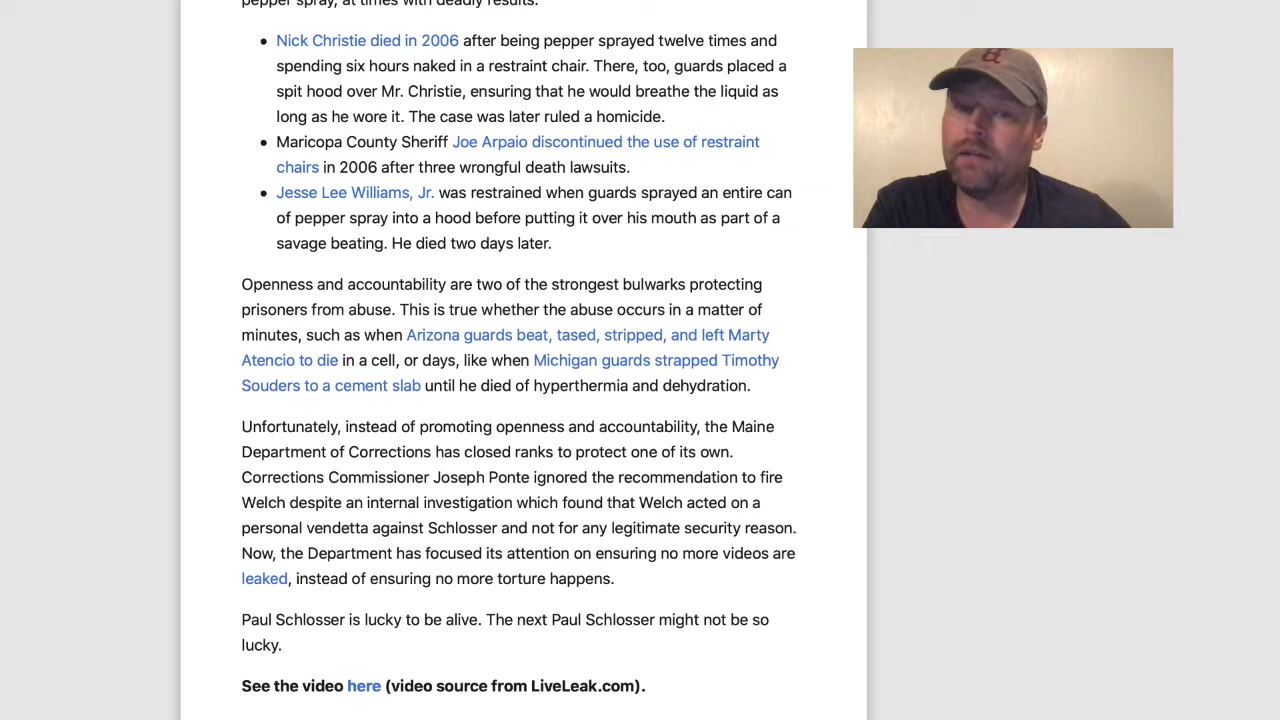 pepper spray, at times with deadly results.
Nick Christie died in 2006 after being pepper sprayed twelve times and
spending six hours naked in a restraint chair. There, too, guards placed a
spit hood over Mr. Christie, ensuring that he would breathe the liquid as
long as he wore it. The case was later ruled a homicide.
Maricopa County Sheriff Joe Arpaio discontinued the use of restraint
chairs in 2006 after three wrongful death lawsuits.
Jesse Lee Williams, Jr. was restrained when guards sprayed an entire can
of pepper spray into a hood before putting it over his mouth as part of a
savage beating. He died two days later.
Openness and accountability are two of the strongest bulwarks protecting
prisoners from abuse. This is true whether the abuse occurs in a matter of
minutes, such as when Arizona guards beat, tased, stripped, and left Marty
Atencio to die in a cell, or days, like when Michigan guards strapped Timothy
Souders to a cement slab until he died of hyperthermia and dehydration.
Unfortunately, instead of promoting openness and accountability, the Maine
Department of Corrections has closed ranks to protect one of its own.
Corrections Commissioner Joseph Ponte ignored the recommendation to fire
Welch despite an internal investigation which found that Welch acted on a
personal vendetta against Schlosser and not for any legitimate security reason.
Now, the Department has focused its attention on ensuring no more videos are
leaked, instead of ensuring no more torture happens.
Paul Schlosser is lucky to be alive. The next Paul Schlosser might not be so
lucky.
See the video here (video source from LiveLeak.com).